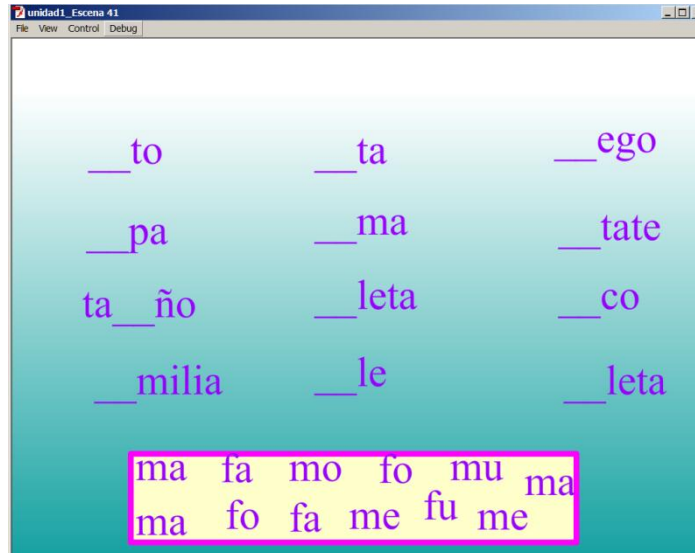 unidad1_Escena 41
File View Control Debug
__to __ta __ego
__pa __ma __tate
ta__ño __leta __co
__milia __le __leta
ma fa mo fo mu ma
ma fo fa me fu me